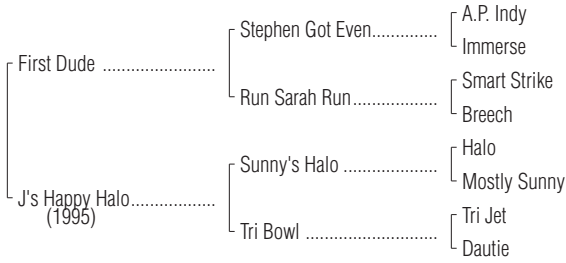 A.P. Indy
Stephen Got Even..............
Immerse
First Dude ........................
Smart Strike
Run Sarah Run..................
Breech
Halo
Sunny's Halo ....................
Mostly Sunny
J's Happy Halo..................
(1995)
Tri Jet
Tri Bowl ............................
Dautie